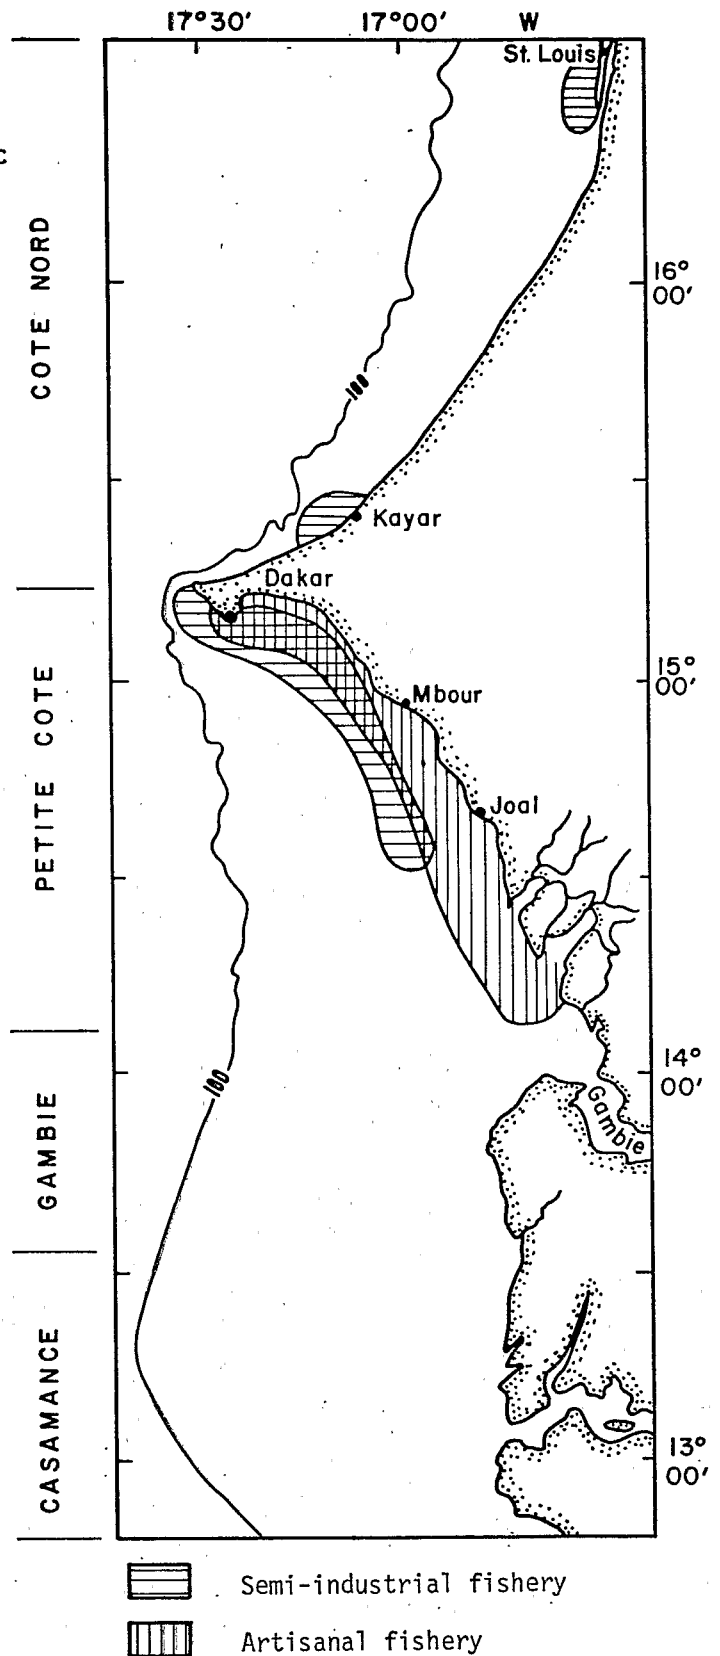 17°30' 17°00' W
St. Louis
c
COTE NORD
16°
00'
100
Kayar
Dakar
15°
00'
Mbour
PETITE COTE
Joal
14°
00'
100
GAMBIE
Gambie
CASAMANCE
13°
00'
Semi-industrial fishery
Artisanal fishery